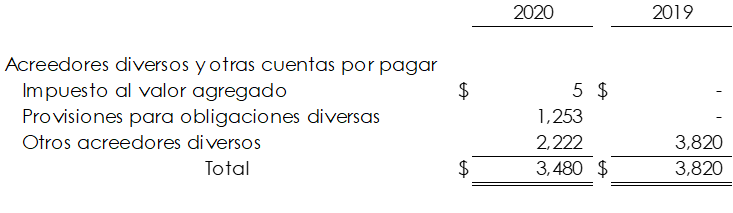 2020 2019
Acreedores diversos y otras cuentas por pagar
Impuesto al valor agregado $ 5 $ -
Provisiones para obligaciones diversas 1,253 -
Otros acreedores diversos 2,222 3,820
Total $ 3,480 $ 3,820